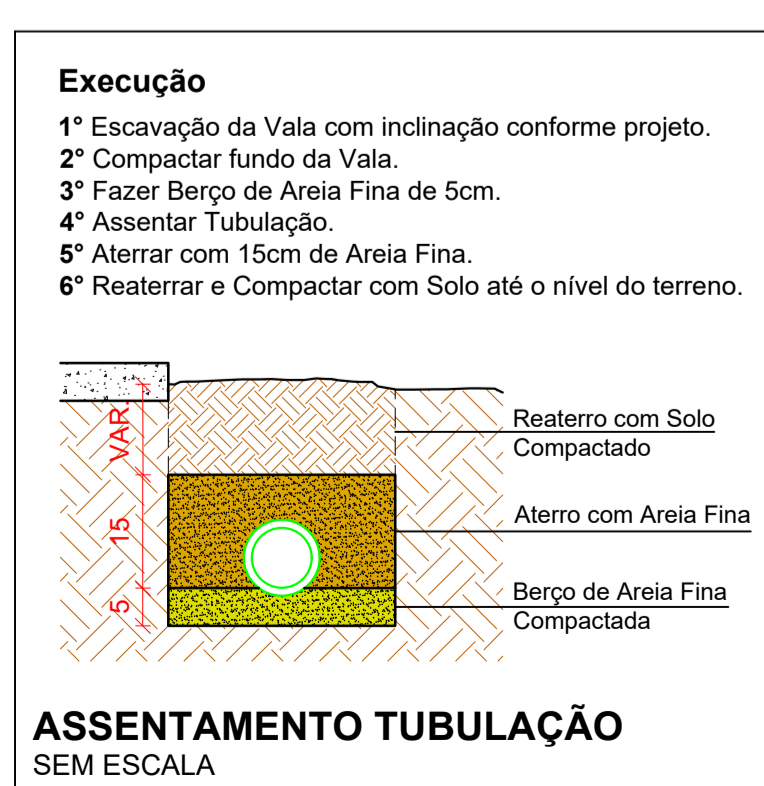 Execução
1° Escavação da Vala com inclinação conforme projeto.
2° Compactar fundo da Vala.
3° Fazer Berço de Areia Fina de 5cm.
4° Assentar Tubulação.
5° Aterrar com 15cm de Areia Fina.
6° Reaterrar e Compactar com Solo até o nível do terreno.
VAR.
15
5
Reaterro com Solo
Compactado
Aterro com Areia Fina
Berço de Areia Fina
Compactada
ASSENTAMENTO TUBULAÇÃO
SEM ESCALA